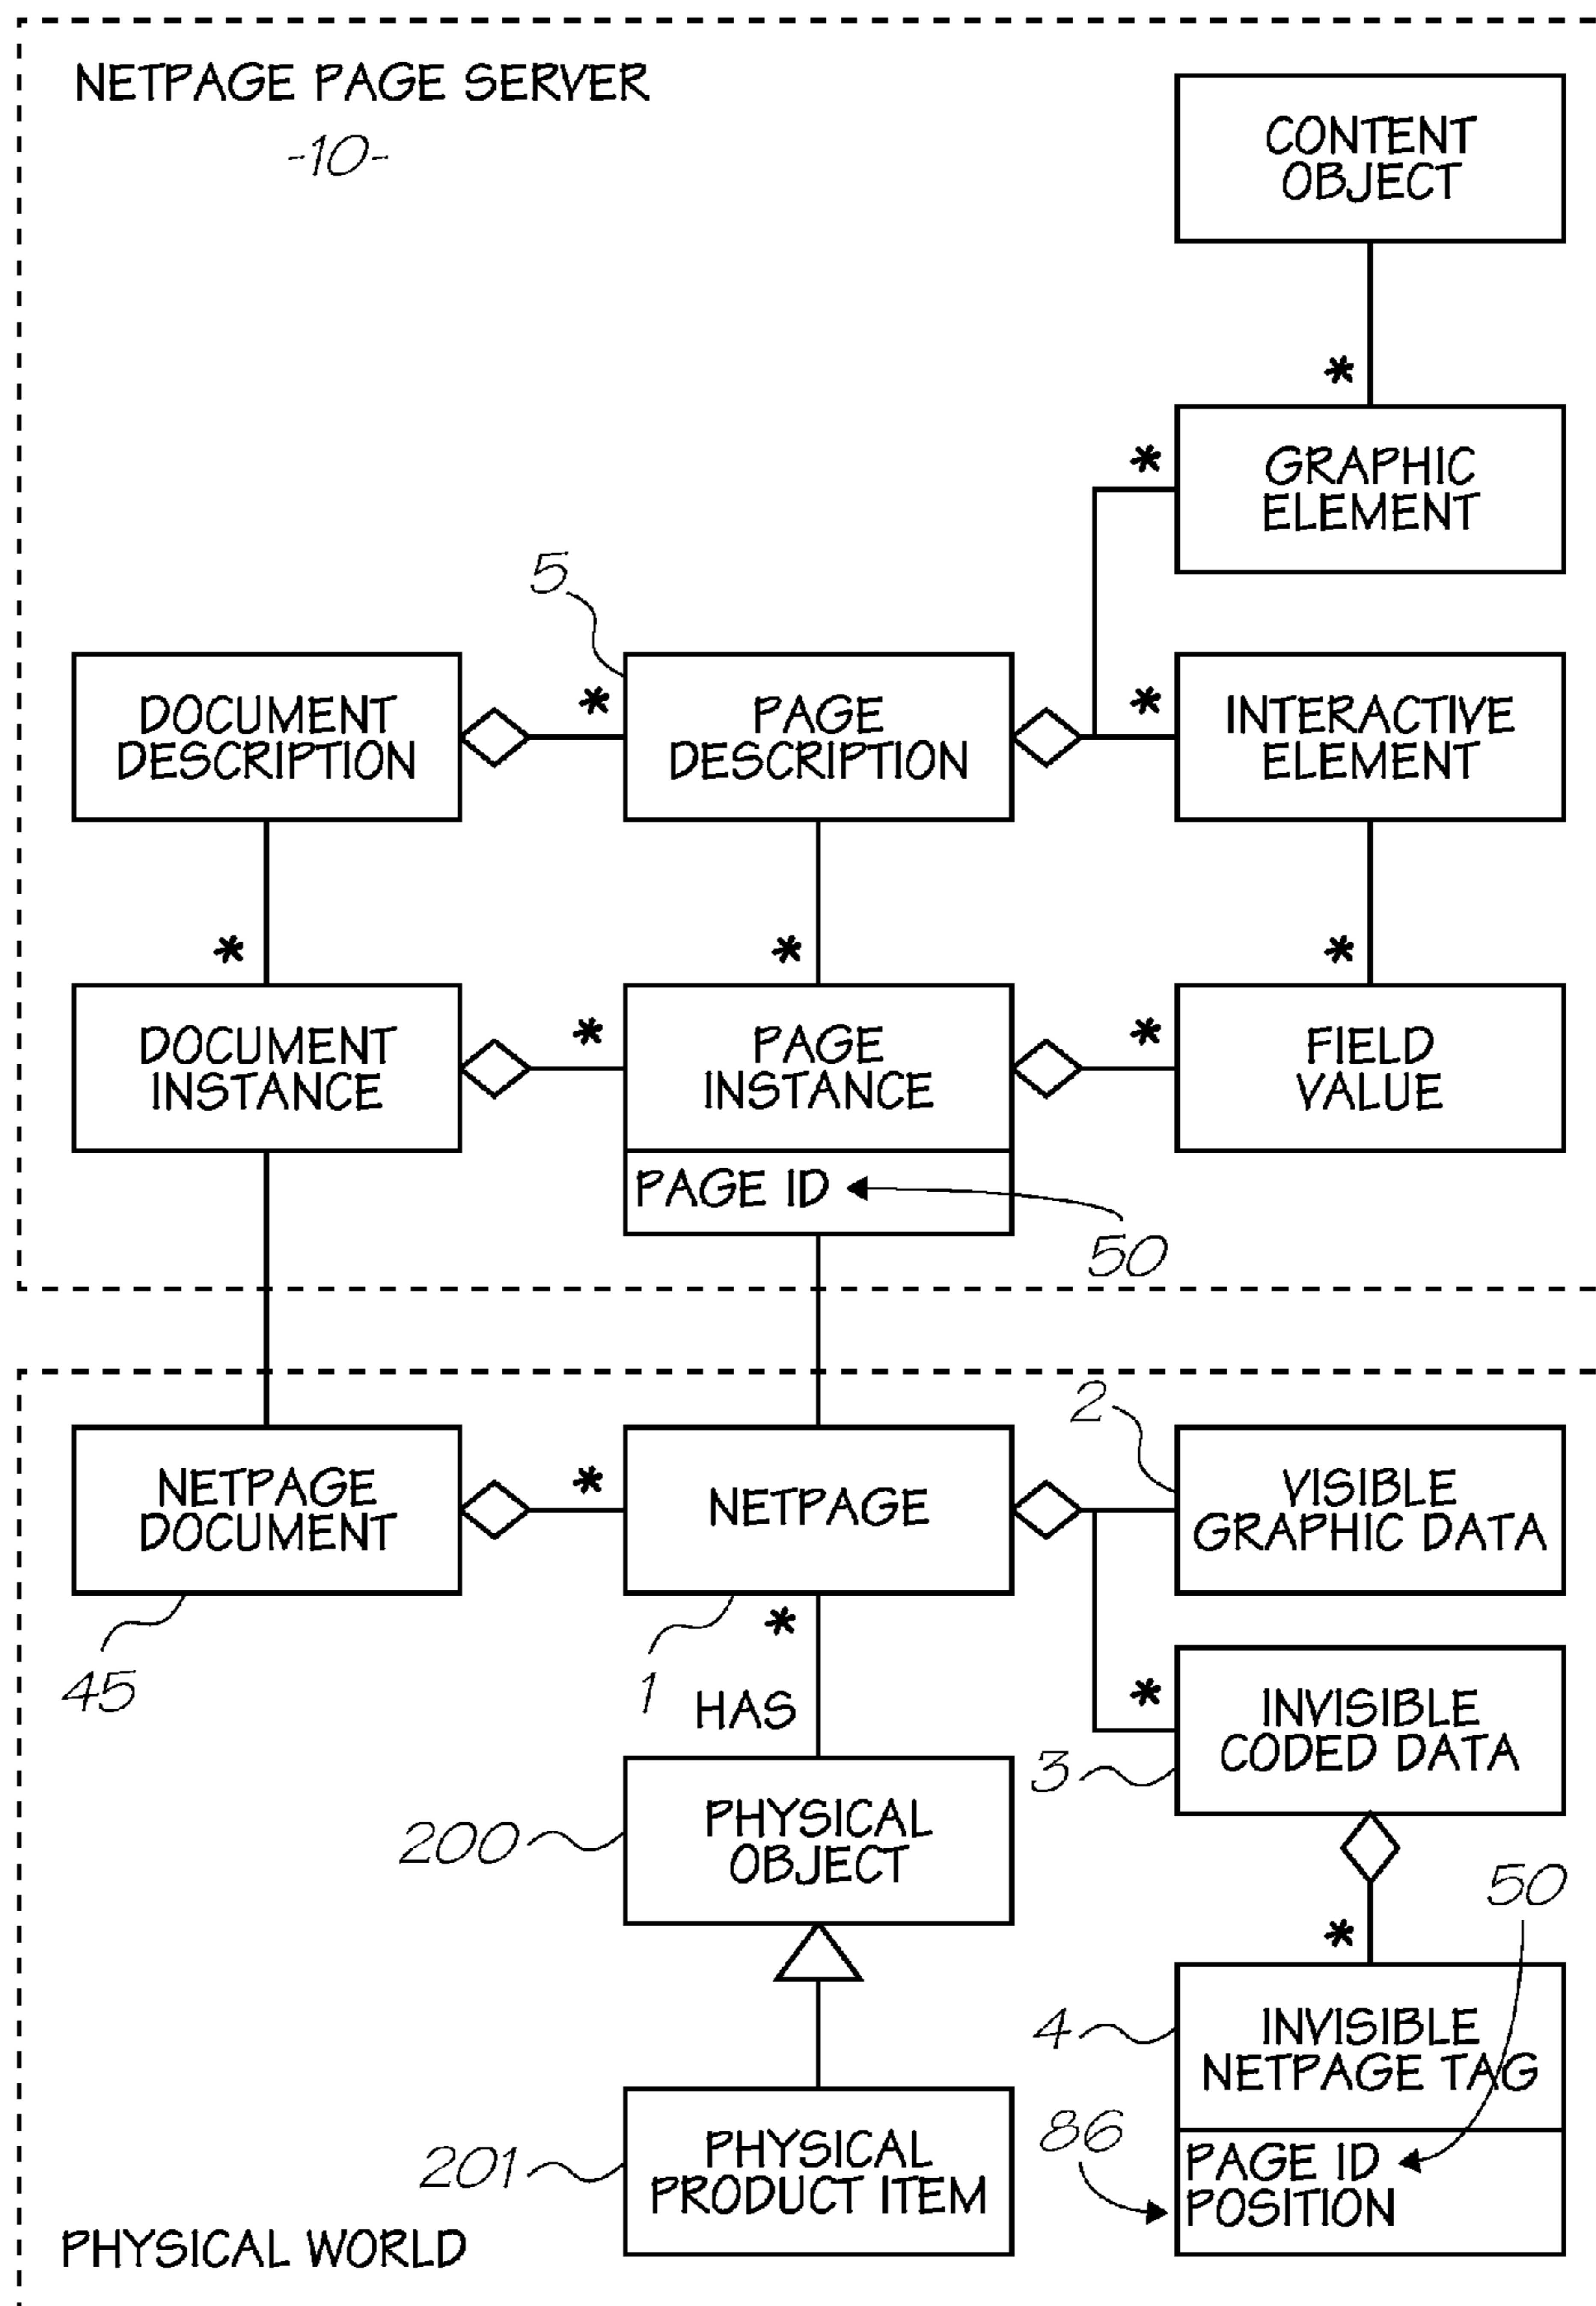 NETPAGE PAGE SERVER
-10-
CONTENT
OBJECT
*
*
GRAPHIC
ELEMENT
5
DOCUMENT
DESCRIPTION
*
PAGE
DESCRIPTION
*
INTERACTIVE
ELEMENT
*
*
*
DOCUMENT
INSTANCE
*
PAGE
INSTANCE
*
FIELD
VALUE
PAGE ID
50
2
NETPAGE
DOCUMENT
*
NETPAGE
VISIBLE
GRAPHIC DATA
45
1
*
HAS
*
INVISIBLE
CODED DATA
3
200
PHYSICAL
OBJECT
50
*
4
INVISIBLE
NETPAGE TAG
86
PAGE ID
POSITION
201
PHYSICAL
PRODUCT ITEM
PHYSICAL WORLD